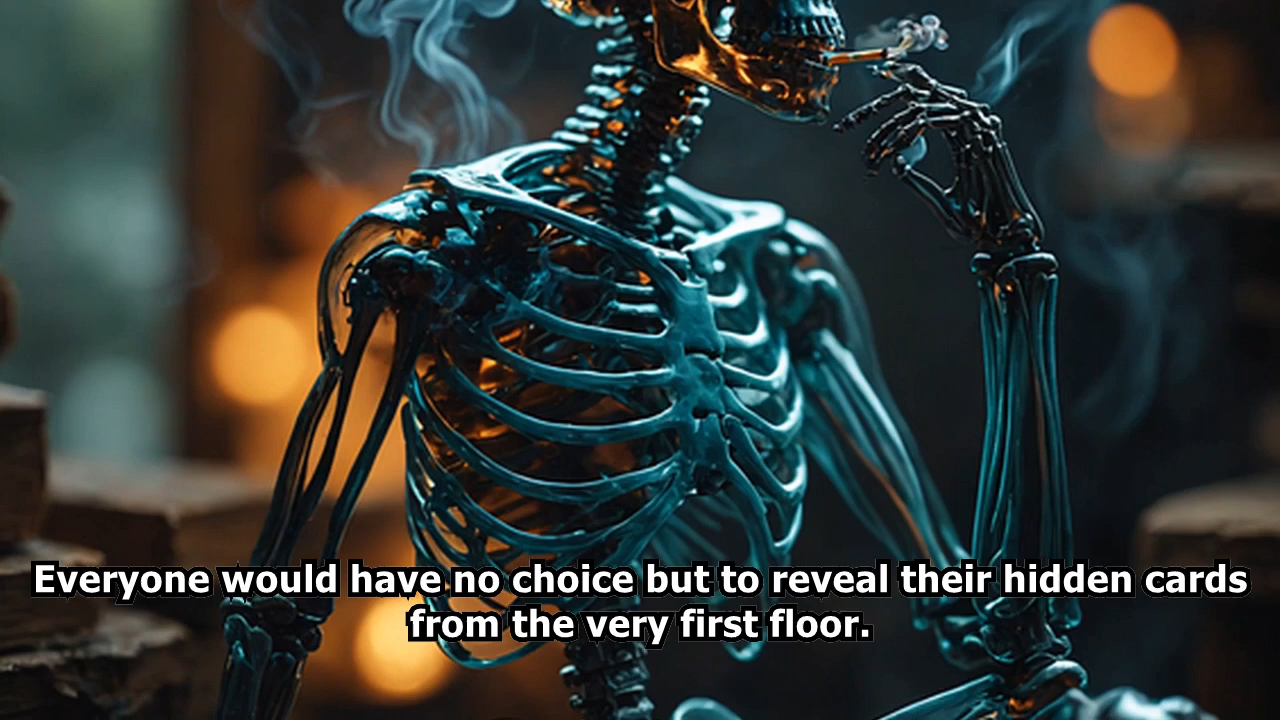 Everyone would have no choice but to reveal their hidden cards
from the very first floor.